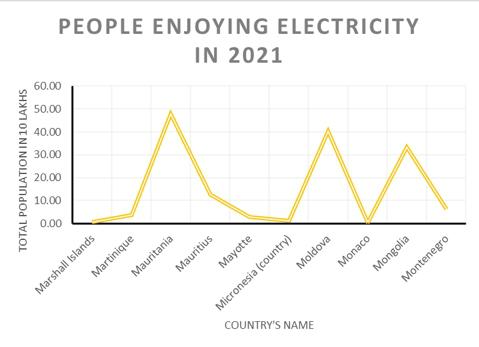 PEOPLE ENJOYING ELECTRICITY
IN 2021
TOTAL POPULATION IN 10 LAKHS
60.00
50.00
40.00
30.00
20.00
10.00
0.00
Marshall Islands
Martinique
Mauritania
Mauritius
Mayotte
Micronesia (country)
Moldova
Monaco
Mongolia
Montenegro
COUNTRY'S NAME